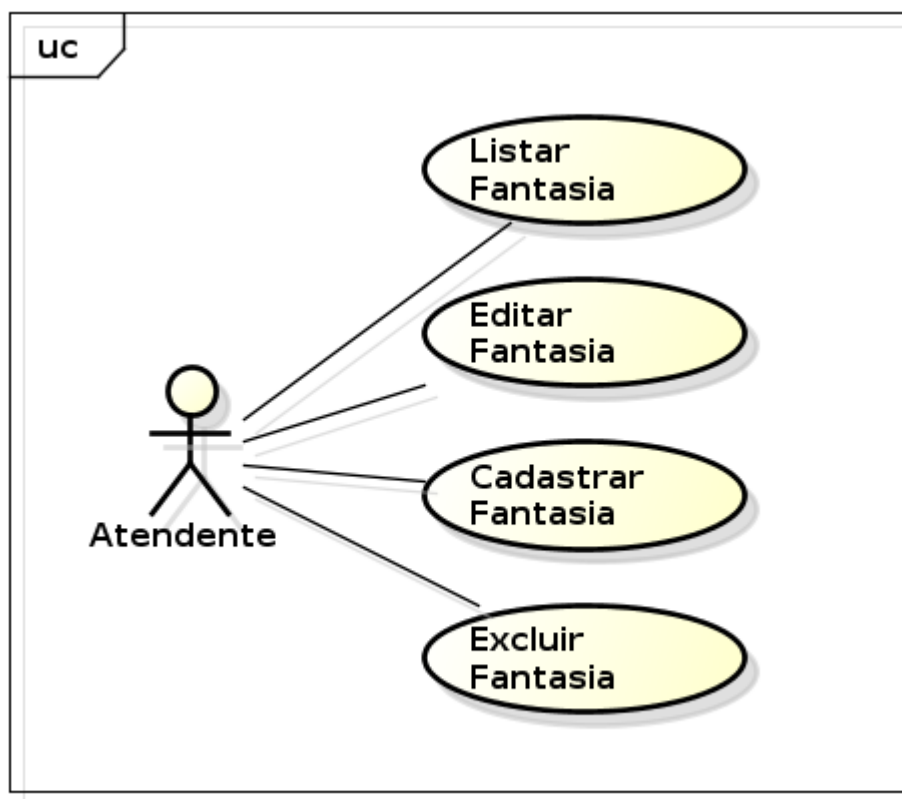 uc
Listar
Fantasia
Editar
Fantasia
Cadastrar
Fantasia
Atendente
Excluir
Fantasia